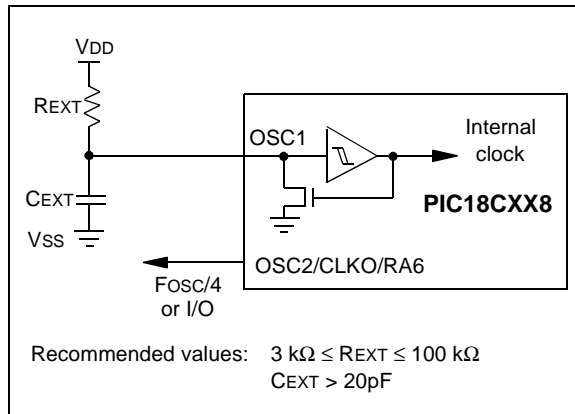 VDD
REXT
OSC1
Internal
clock
CEXT
PIC18CXX8
VSS
OSC2/CLKO/RA6
FOSC/4
or I/O
Recommended values: 3 kΩ ≤ REXT ≤ 100 kΩ
CEXT > 20pF